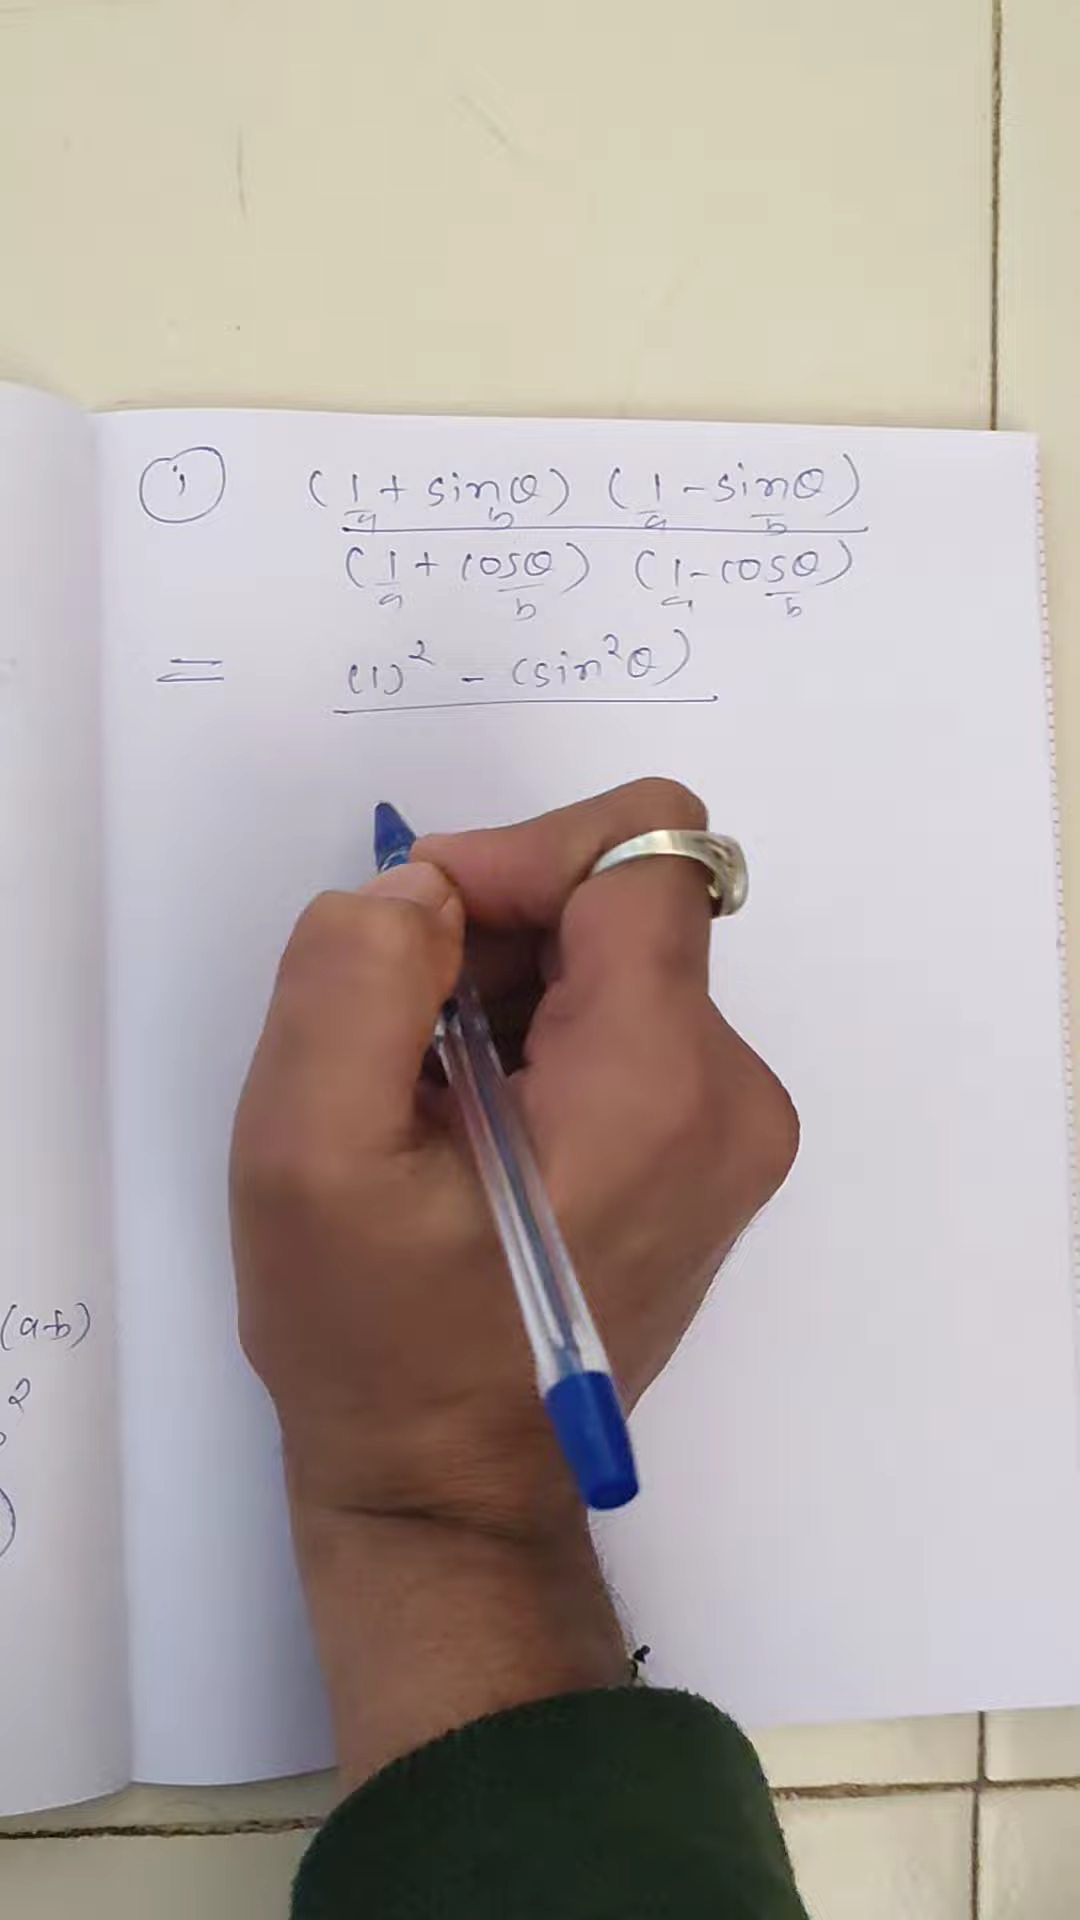 (i)
(1 + sinθ) (1 - sinθ)
a b a b
(1 + cosθ) (1 - cosθ)
a b a b
= (1)² - (sin²θ)
(a-b)
2